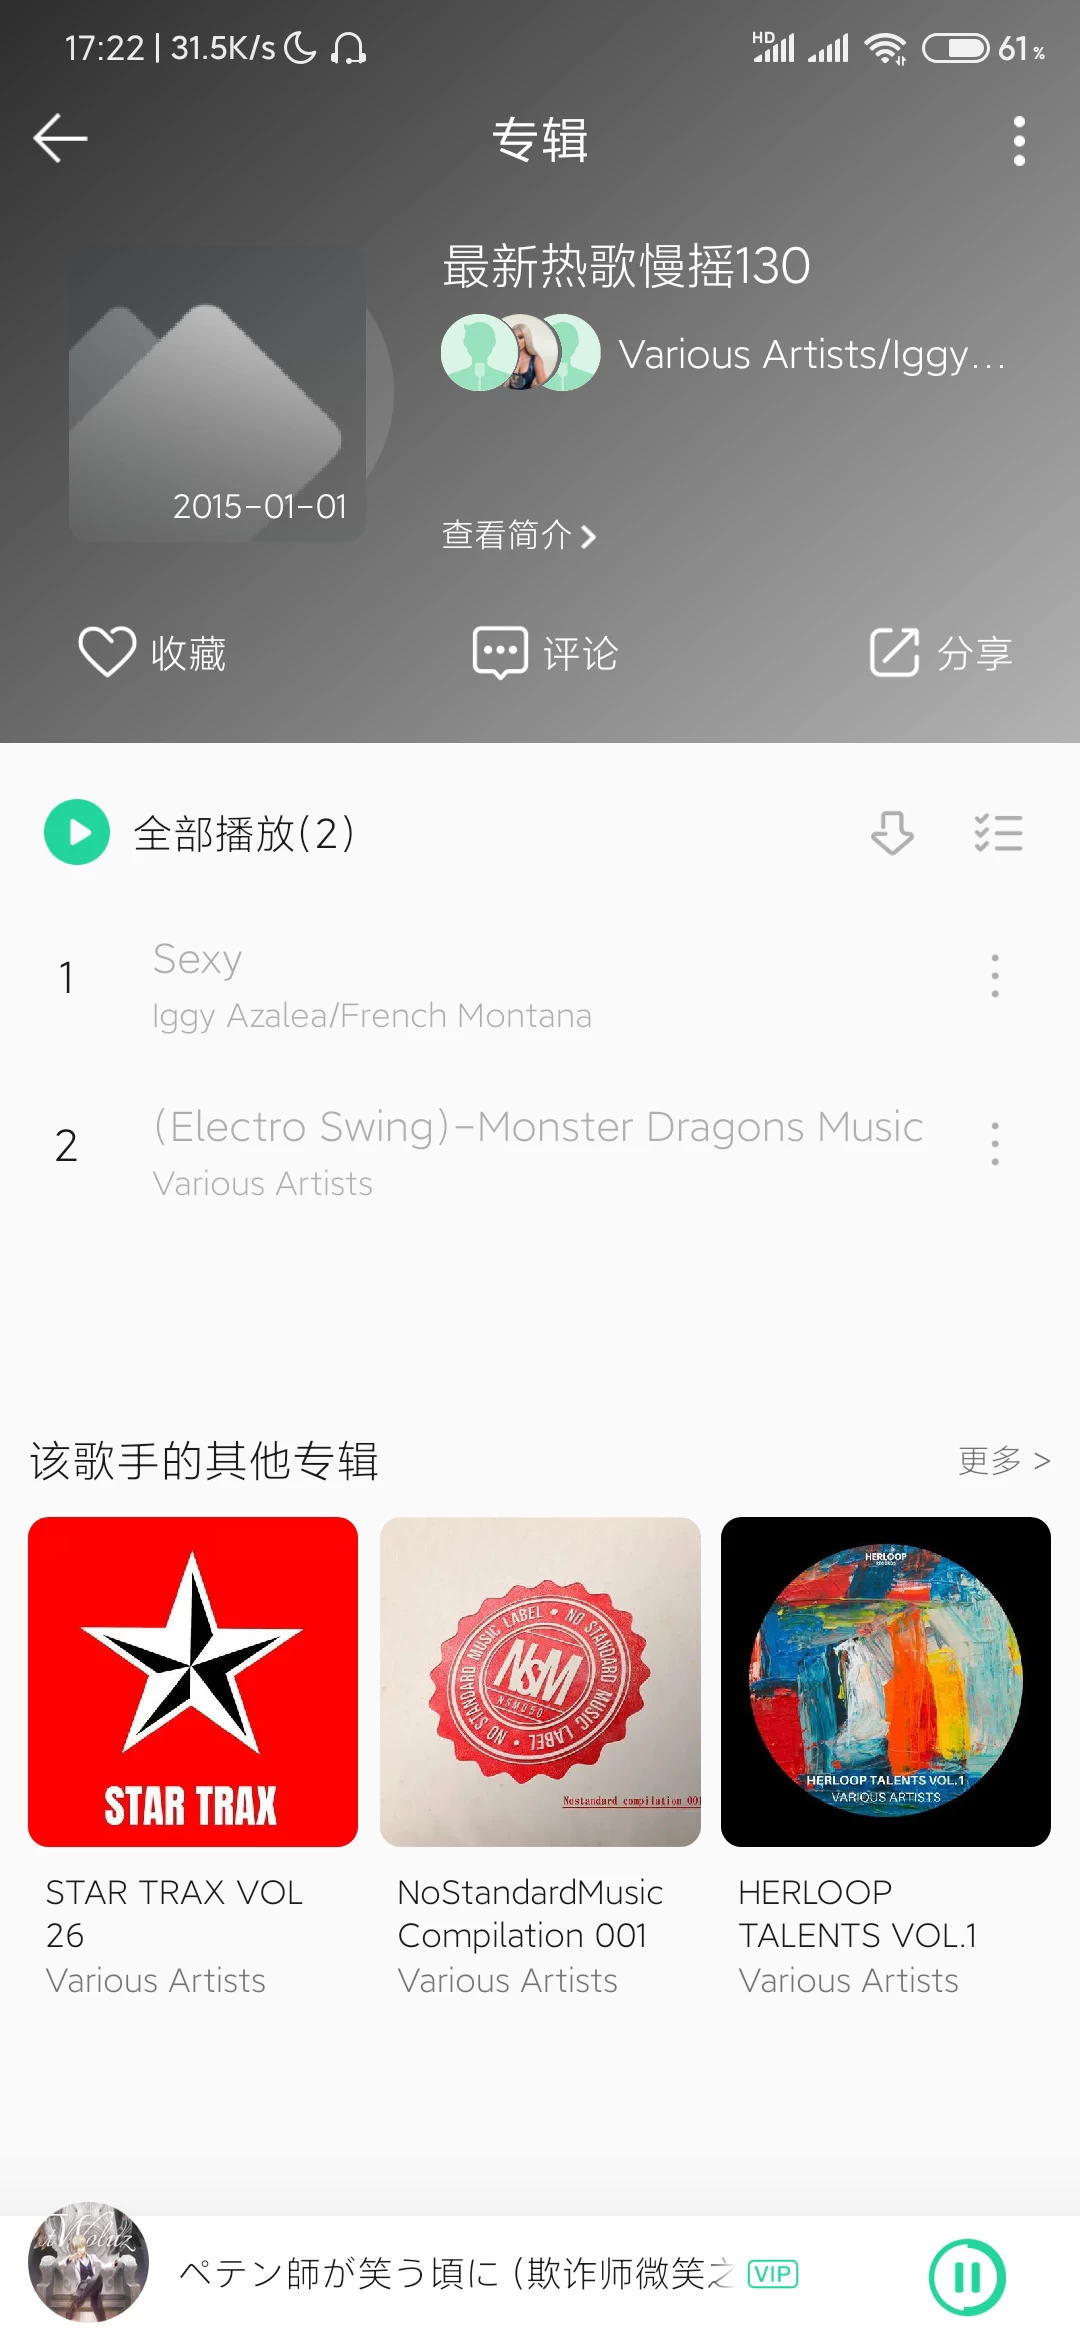 17:22 | 31.5K/s
HD
61%
专辑
最新热歌慢摇130
Various Artists/Iggy...
2015-01-01
查看简介
收藏
评论
分享
全部播放(2)
1
Sexy
Iggy Azalea/French Montana
2
(Electro Swing)-Monster Dragons Music
Various Artists
该歌手的其他专辑
更多 >
STAR TRAX
NO STANDARD MUSIC LABEL • NO STANDARD MUSIC LABEL •
NSM
NSM050
Nostandard compilation 001
HERLOOP
RECORDS
HERLOOP TALENTS VOL.1
VARIOUS ARTISTS
STAR TRAX VOL
26
Various Artists
NoStandardMusic
Compilation 001
Various Artists
HERLOOP
TALENTS VOL.1
Various Artists
ペテン師が笑う頃に (欺诈师微笑之
VIP